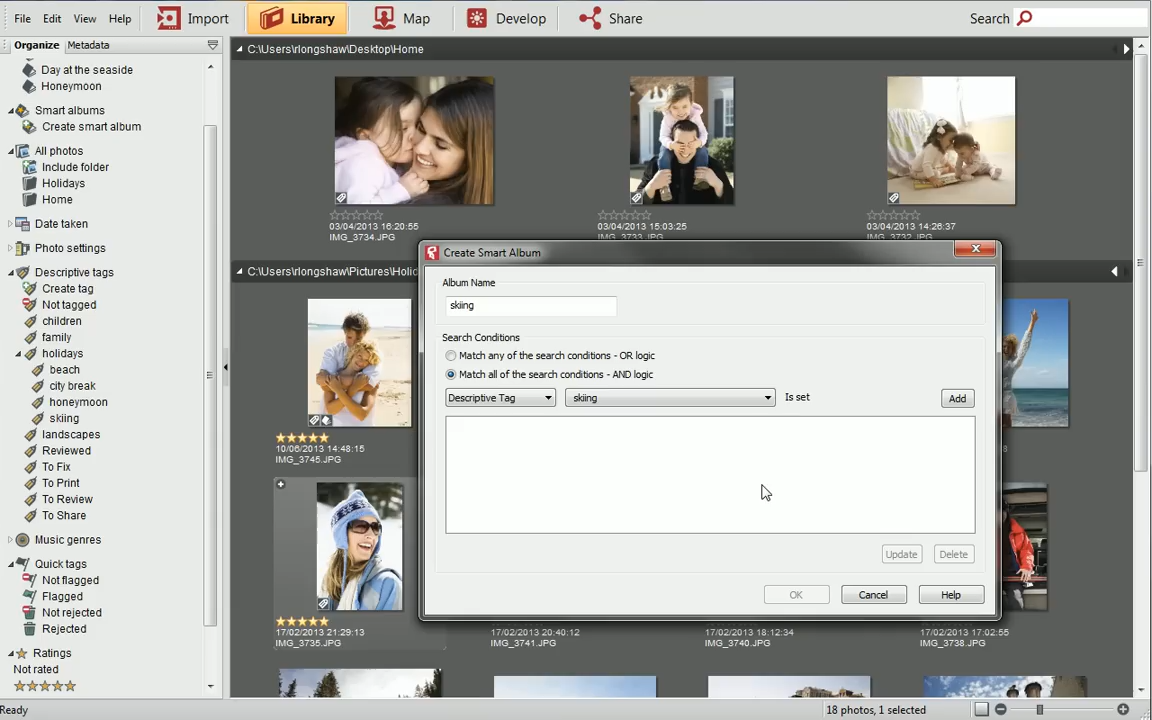 File Edit View Help Import Library Map Develop Share Search
Organize Metadata
Day at the seaside
Honeymoon
Smart albums
Create smart album
All photos
Include folder
Holidays
Home
Date taken
Photo settings
Descriptive tags
Create tag
Not tagged
children
family
holidays
beach
city break
honeymoon
skiing
landscapes
Reviewed
To Fix
To Print
To Review
To Share
Music genres
Quick tags
Not flagged
Flagged
Not rejected
Rejected
Ratings
Not rated
C:\Users\rlongshaw\Desktop\Home
03/04/2013 16:20:55
IMG_3734.JPG
03/04/2013 15:03:25
IMG_3733.JPG
03/04/2013 14:26:37
IMG_3732.JPG
C:\Users\rlongshaw\Pictures\Holid
10/06/2013 14:48:15
IMG_3745.JPG
17/02/2013 21:29:13
IMG_3735.JPG
17/02/2013 20:40:12
IMG_3741.JPG
17/02/2013 18:12:34
IMG_3740.JPG
17/02/2013 17:02:55
IMG_3738.JPG
Create Smart Album
Album Name
skiing
Search Conditions
Match any of the search conditions - OR logic
Match all of the search conditions - AND logic
Descriptive Tag skiing Is set Add
Update Delete
OK Cancel Help
Ready 18 photos, 1 selected